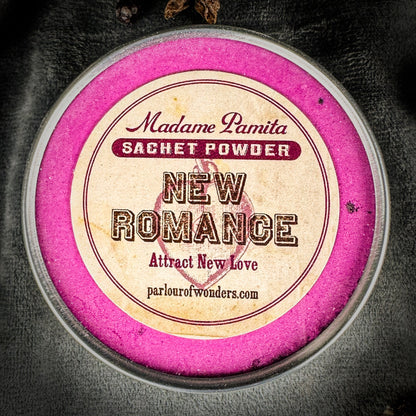 Madame Pamita
SACHET POWDER
NEW
ROMANCE
Attract New Love
parlourofwonders.com